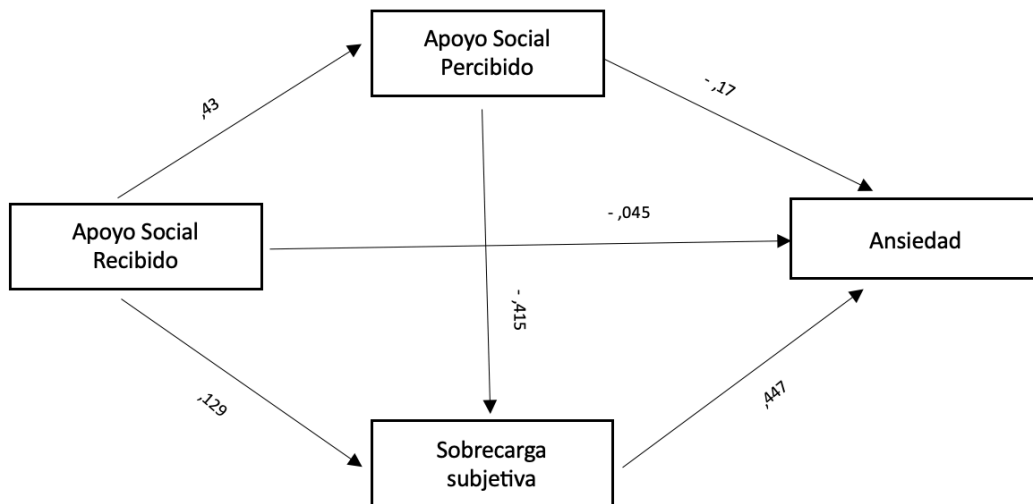 Apoyo Social
Percibido
,43
- ,17
Apoyo Social
Recibido
- ,045
Ansiedad
- ,415
,129
,447
Sobrecarga
subjetiva